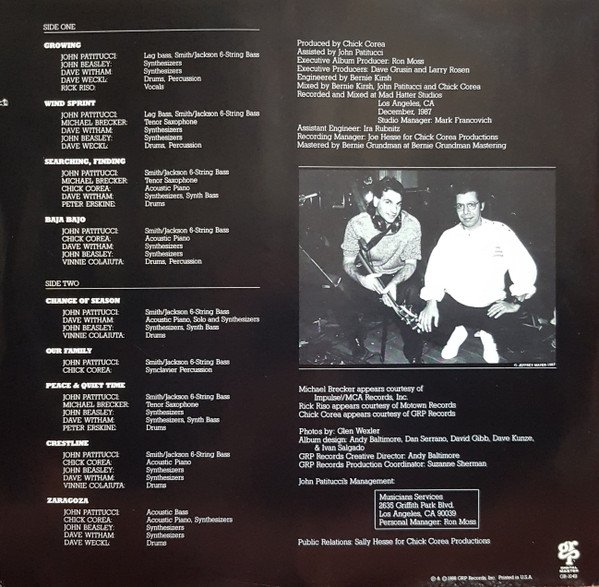 SIDE ONE
GROWING
JOHN PATITUCCI: Lag bass, Smith/Jackson 6-String Bass
JOHN BEASLEY: Synthesizers
DAVE WITHAM: Synthesizers
DAVE WECKL: Drums, Percussion
RICK RISO: Vocals
WIND SPRINT
JOHN PATITUCCI: Lag Bass, Smith/Jackson 6-String Bass
MICHAEL BRECKER: Tenor Saxophone
DAVE WITHAM: Synthesizers
JOHN BEASLEY: Synthesizers
DAVE WECKL: Drums, Percussion
SEARCHING, FINDING
JOHN PATITUCCI: Smith/Jackson 6-String Bass
MICHAEL BRECKER: Tenor Saxophone
CHICK COREA: Acoustic Piano
DAVE WITHAM: Synthesizers, Synth Bass
PETER ERSKINE: Drums
BAJA BAJO
JOHN PATITUCCI: Smith/Jackson 6-String Bass
CHICK COREA: Acoustic Piano
DAVE WITHAM: Synthesizers
JOHN BEASLEY: Synthesizers
VINNIE COLAIUTA: Drums, Percussion
SIDE TWO
CHANGE OF SEASON
JOHN PATITUCCI: Smith/Jackson 6-String Bass
DAVE WITHAM: Acoustic Piano, Solo and Synthesizers
JOHN BEASLEY: Synthesizers, Synth Bass
VINNIE COLAIUTA: Drums
OUR FAMILY
JOHN PATITUCCI: Smith/Jackson 6-String Bass
CHICK COREA: Synclavier Percussion
PEACE & QUIET TIME
JOHN PATITUCCI: Smith/Jackson 6-String Bass
MICHAEL BRECKER: Tenor Saxophone
JOHN BEASLEY: Synthesizers
DAVE WITHAM: Synthesizers, Synth Bass
PETER ERSKINE: Drums
CRESTLINE
JOHN PATITUCCI: Smith/Jackson 6-String Bass
CHICK COREA: Acoustic Piano
JOHN BEASLEY: Synthesizers
DAVE WITHAM: Synthesizers
VINNIE COLAIUTA: Drums
ZARAGOZA
JOHN PATITUCCI: Acoustic Bass
CHICK COREA: Acoustic Piano, Synthesizers
JOHN BEASLEY: Synthesizers
DAVE WITHAM: Synthesizers
DAVE WECKL: Drums
Produced by Chick Corea
Assisted by John Patitucci
Executive Album Producer: Ron Moss
Executive Producers: Dave Grusin and Larry Rosen
Engineered by Bernie Kirsh
Mixed by Bernie Kirsh, John Patitucci and Chick Corea
Recorded and Mixed at Mad Hatter Studios
Los Angeles, CA
December, 1987
Studio Manager: Mark Francovich
Assistant Engineer: Ira Rubnitz
Recording Manager: Joe Hesse for Chick Corea Productions
Mastered by Bernie Grundman at Bernie Grundman Mastering
© JEFFREY MAYER 1987
Michael Brecker appears courtesy of
Impulse!/MCA Records, Inc.
Rick Riso appears courtesy of Motown Records
Chick Corea appears courtesy of GRP Records
Photos by: Glen Wexler
Album design: Andy Baltimore, Dan Serrano, David Gibb, Dave Kunze,
& Ivan Salgado
GRP Records Creative Director: Andy Baltimore
GRP Records Production Coordinator: Suzanne Sherman
John Patitucci's Management:
Musicians Services
2635 Griffith Park Blvd.
Los Angeles, CA 90039
Personal Manager: Ron Moss
Public Relations: Sally Hesse for Chick Corea Productions
℗ & © 1988 GRP Records, Inc. Printed in U.S.A.
grp
DIGITAL
MASTER
GR-1049